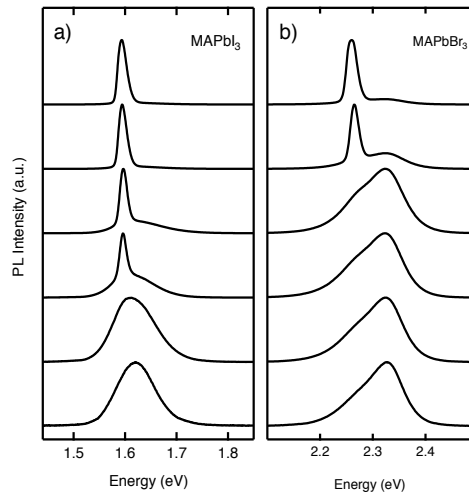 a)
MAPbI₃
b)
MAPbBr₃
PL Intensity (a.u.)
1.5 1.6 1.7 1.8
2.2 2.3 2.4
Energy (eV)
Energy (eV)